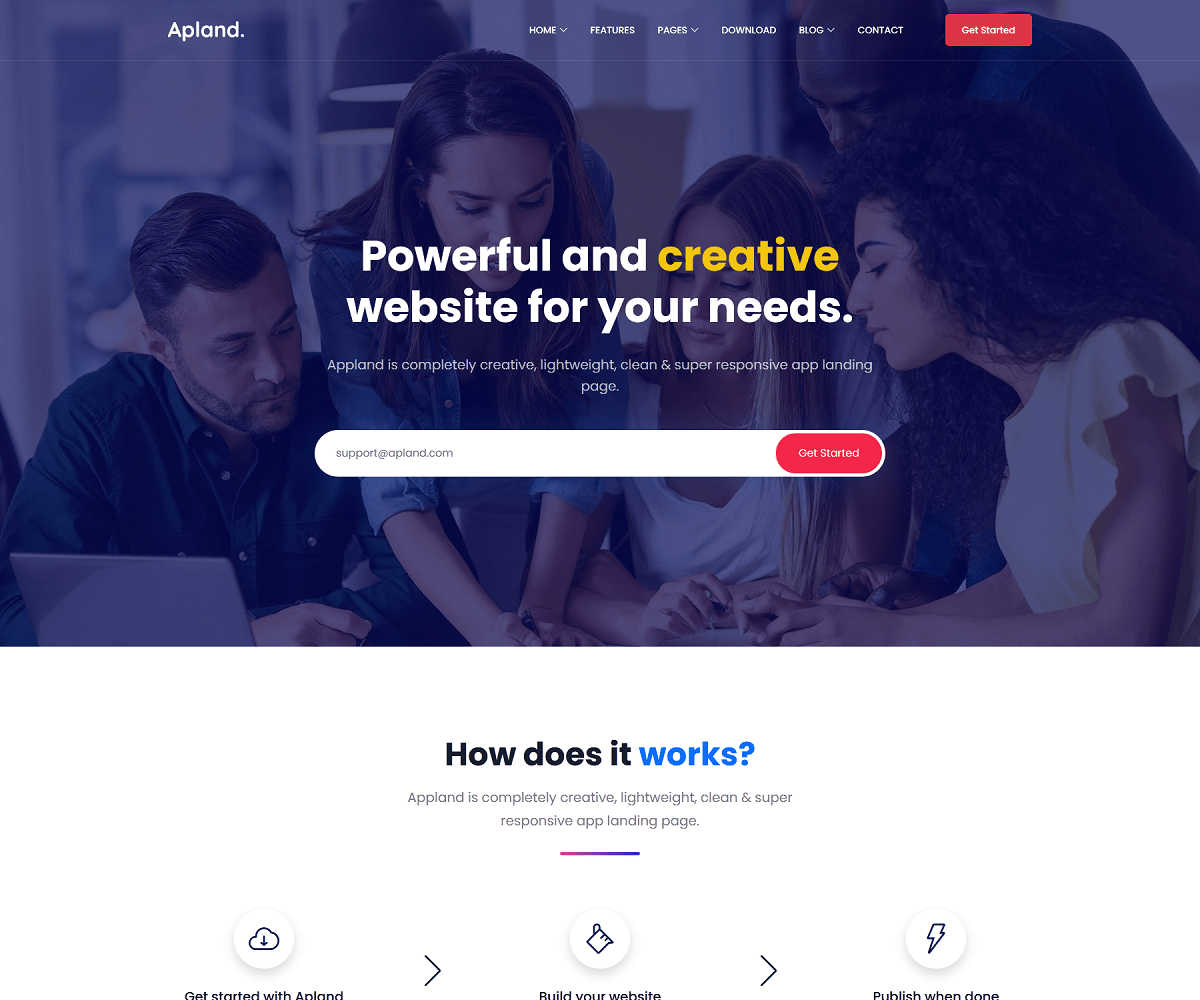 Apland.
HOME
FEATURES
PAGES
DOWNLOAD
BLOG
CONTACT
Get Started
Powerful and creative
website for your needs.
Appland is completely creative, lightweight, clean & super responsive app landing
page.
support@apland.com
Get Started
How does it works?
Appland is completely creative, lightweight, clean & super
responsive app landing page.
Get started with Apland
Build your website
Publish when done